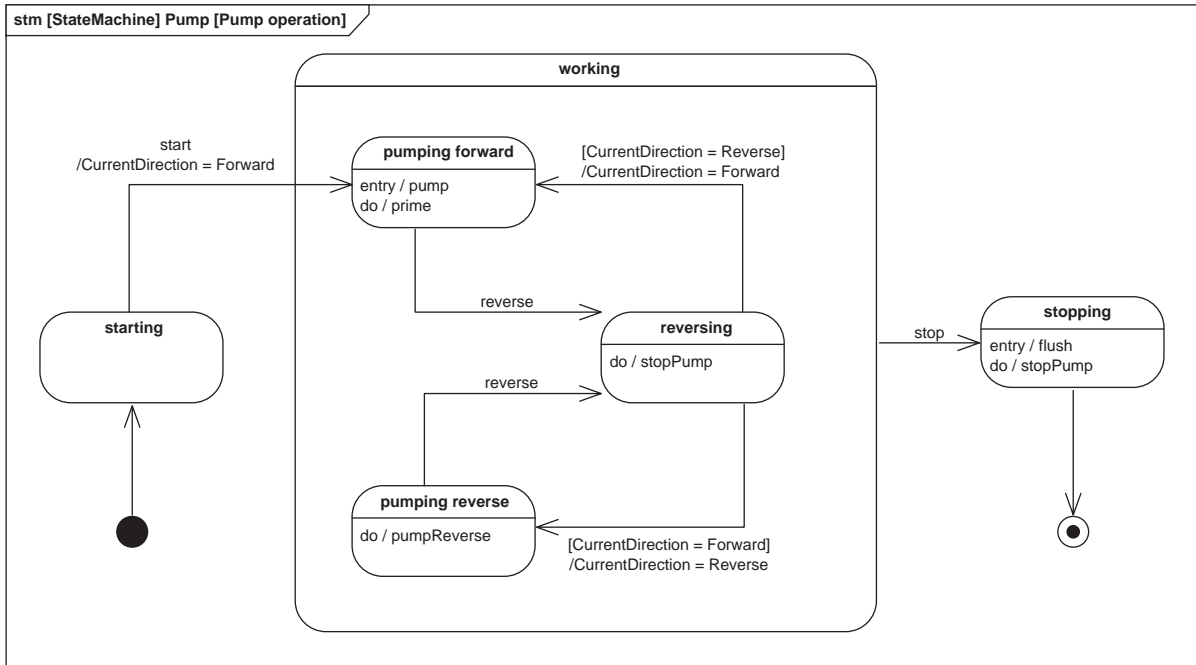 stm [StateMachine] Pump [Pump operation]
working
start
/CurrentDirection = Forward
pumping forward
entry / pump
do / prime
[CurrentDirection = Reverse]
/CurrentDirection = Forward
reverse
starting
reversing
do / stopPump
stop
stopping
entry / flush
do / stopPump
reverse
pumping reverse
do / pumpReverse
[CurrentDirection = Forward]
/CurrentDirection = Reverse